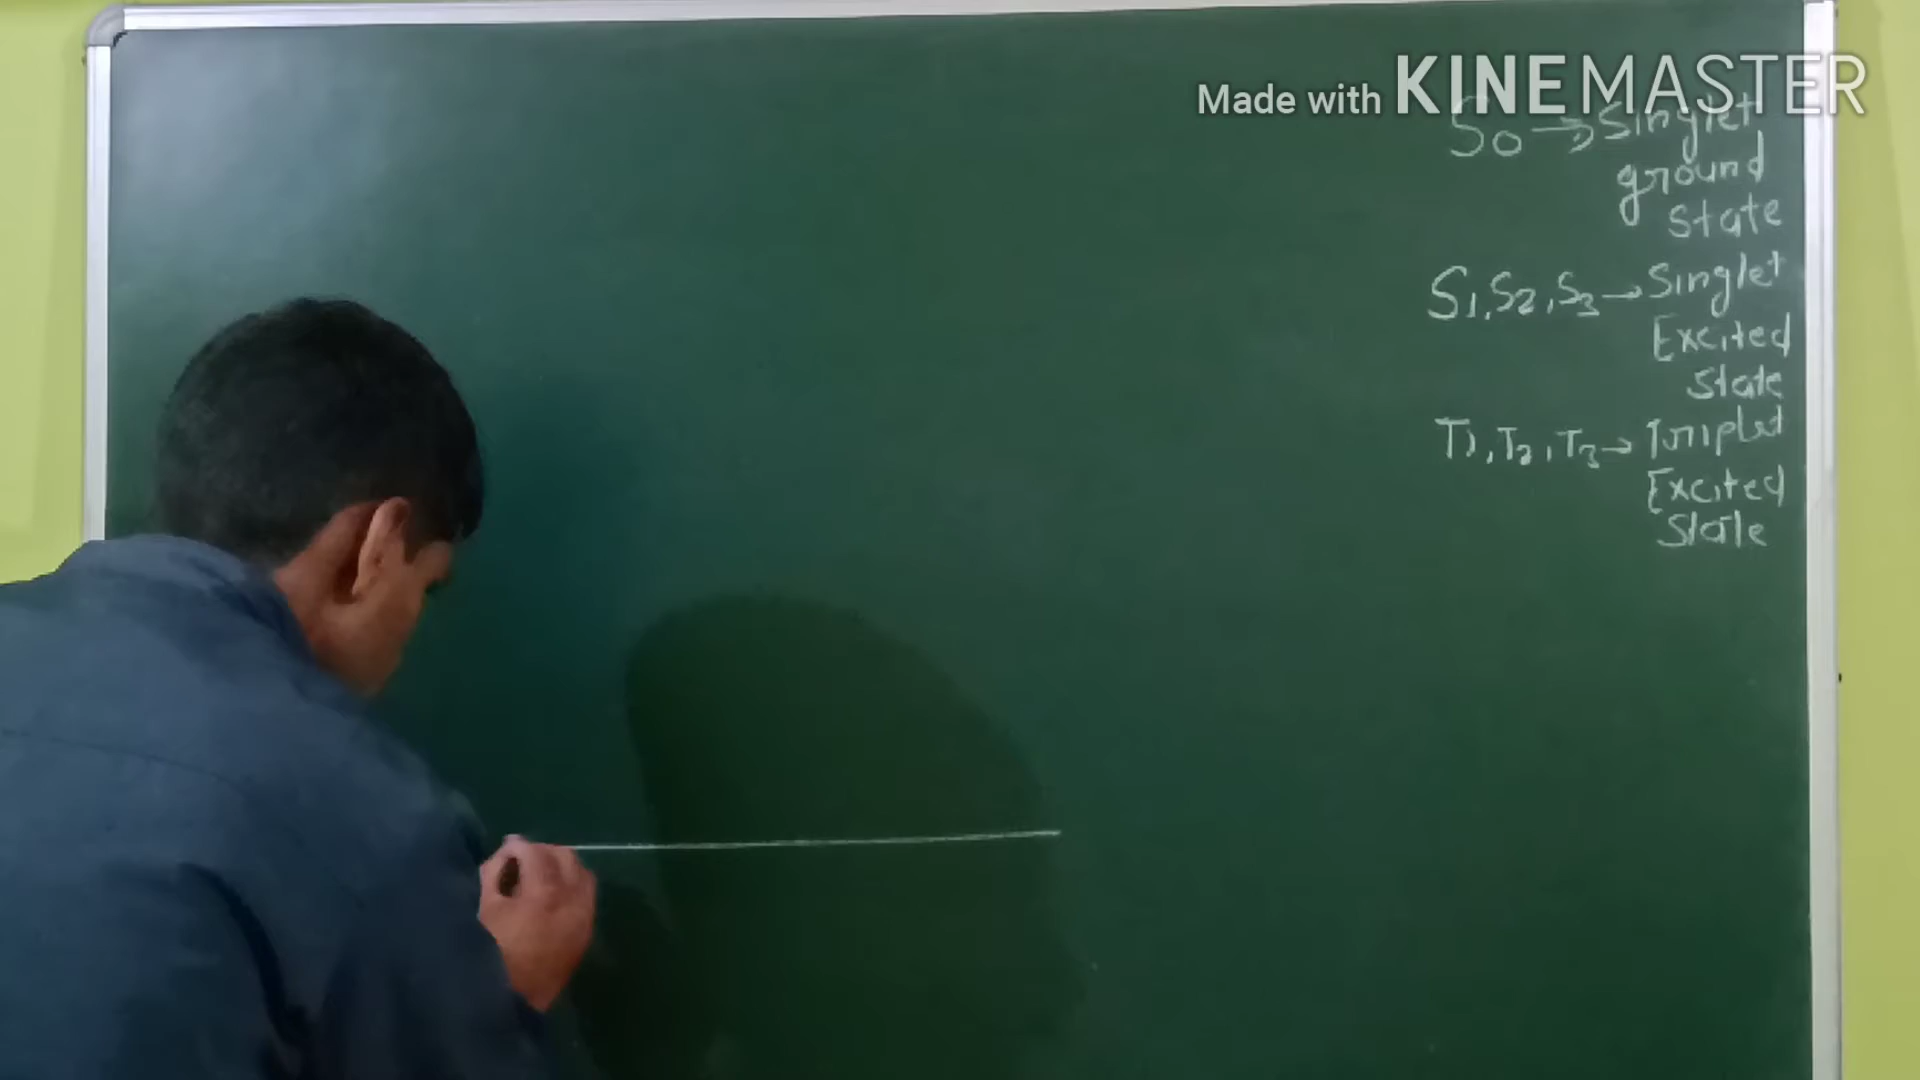 Made with KINEMASTER
S0 → Singlet
ground
state
S1, S2, S3 → Singlet
Excited
state
T1, T2, T3 → Triplet
Excited
state